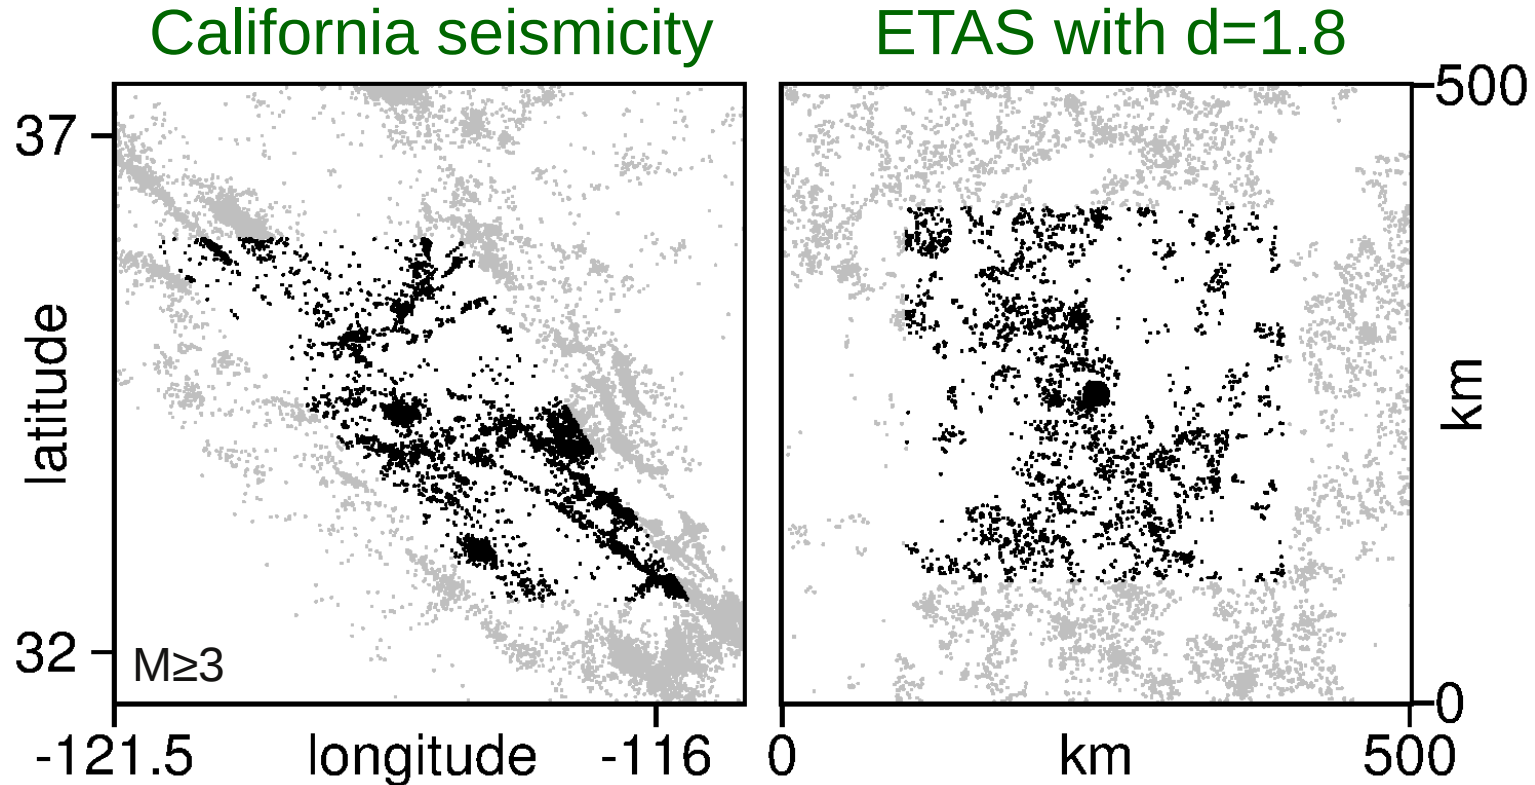 California seismicity
ETAS with d=1.8
37
latitude
32
M≥3
-121.5
longitude
-116
500
km
0
0
km
500